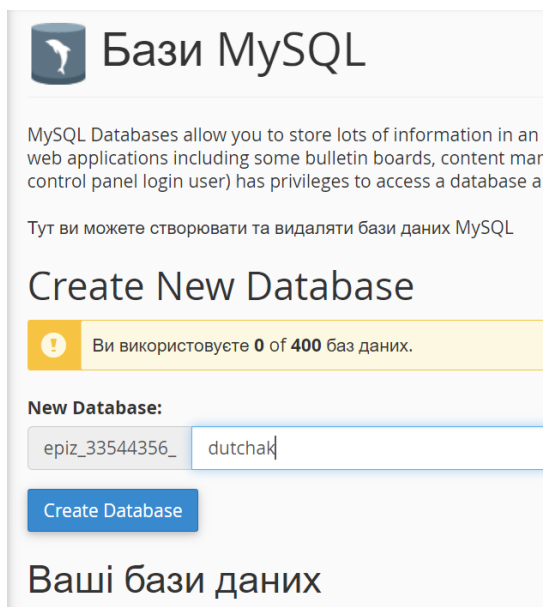 Бази MySQL
MySQL Databases allow you to store lots of information in an
web applications including some bulletin boards, content mar
control panel login user) has privileges to access a database a
Тут ви можете створювати та видаляти бази даних MySQL
Create New Database
Ви використовуєте 0 of 400 баз даних.
New Database:
epiz_33544356_ dutchak
Create Database
Ваші бази даних